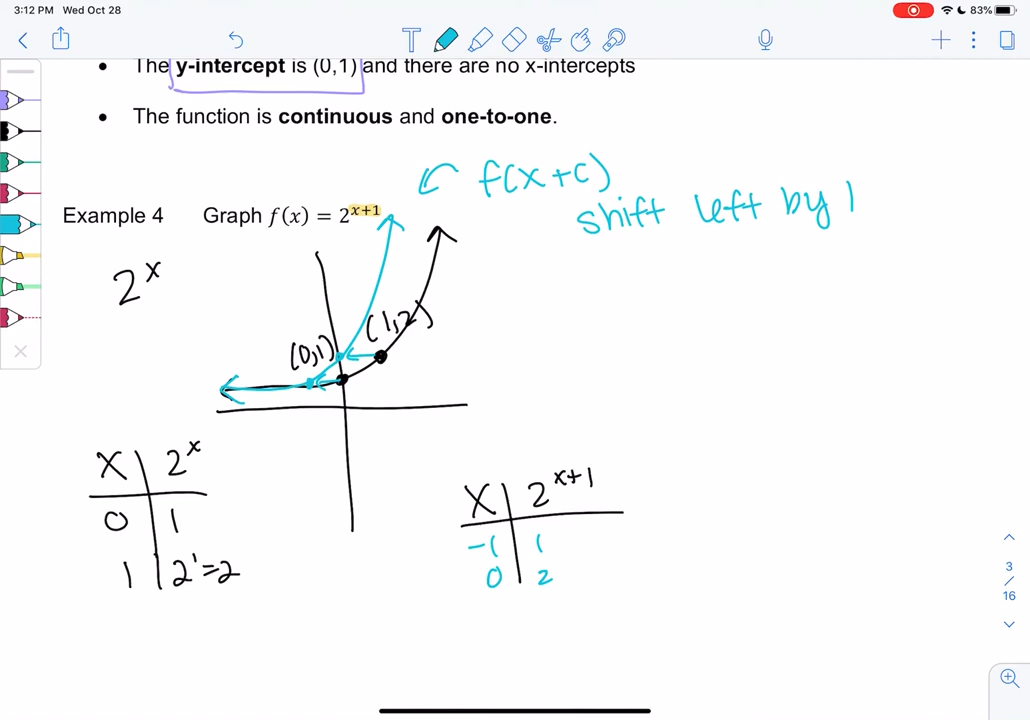 3:12 PM Wed Oct 28
83%
T
• The y-intercept is (0,1) and there are no x-intercepts
• The function is continuous and one-to-one.
f(x+c)
shift left by 1
Example 4 Graph f(x) = 2^{x+1}
2^x
(1,2)
(0,1)
x 2^x
0 1
1 2^1=2
x 2^{x+1}
-1 1
0 2
3
/
16